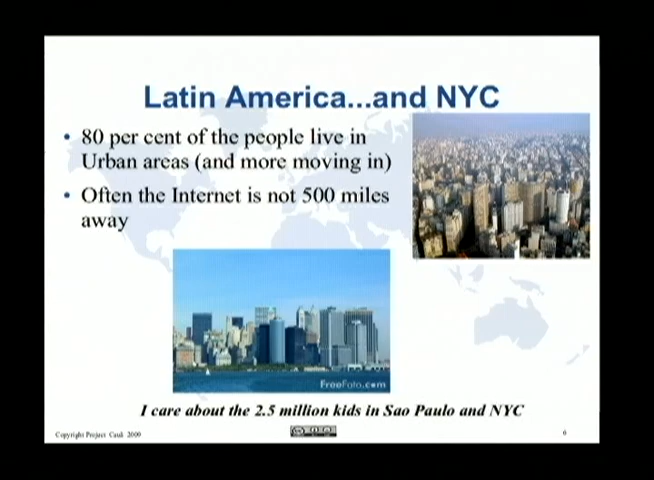 Latin America...and NYC
• 80 per cent of the people live in
Urban areas (and more moving in)
• Often the Internet is not 500 miles
away
FreeFoto.com
I care about the 2.5 million kids in Sao Paulo and NYC
Copyright Project Cauã 2009
6